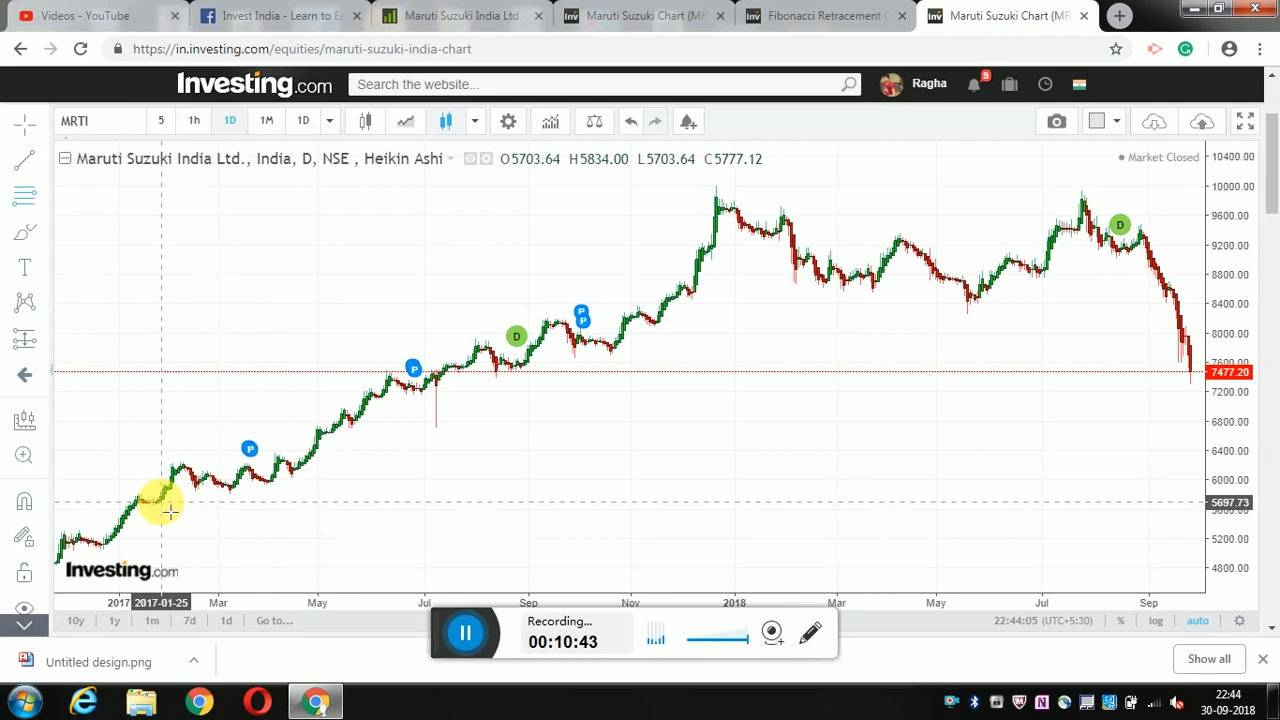 Videos - YouTube
Invest India - Learn to Ea
Maruti Suzuki India Ltd -
Maruti Suzuki Chart (MR
Fibonacci Retracement C
Maruti Suzuki Chart (MR
https://in.investing.com/equities/maruti-suzuki-india-chart
Investing.com
Search the website...
Ragha
9
MRTI
5
1h
1D
1M
1D
Maruti Suzuki India Ltd., India, D, NSE , Heikin Ashi
O5703.64 H5834.00 L5703.64 C5777.12
Market Closed
10400.00
10000.00
9600.00
9200.00
8800.00
8400.00
8000.00
7600.00
7477.20
7200.00
6800.00
6400.00
6000.00
5697.73
5600.00
5200.00
4800.00
D
P
P
D
P
P
Investing.com
2017
2017-01-25
Mar
May
Jul
Sep
Nov
2018
Mar
May
Jul
Sep
10y 1y 1m 7d 1d Go to...
22:44:05 (UTC+5:30) % log auto
Recording...
00:10:43
Untitled design.png
Show all
22:44
30-09-2018